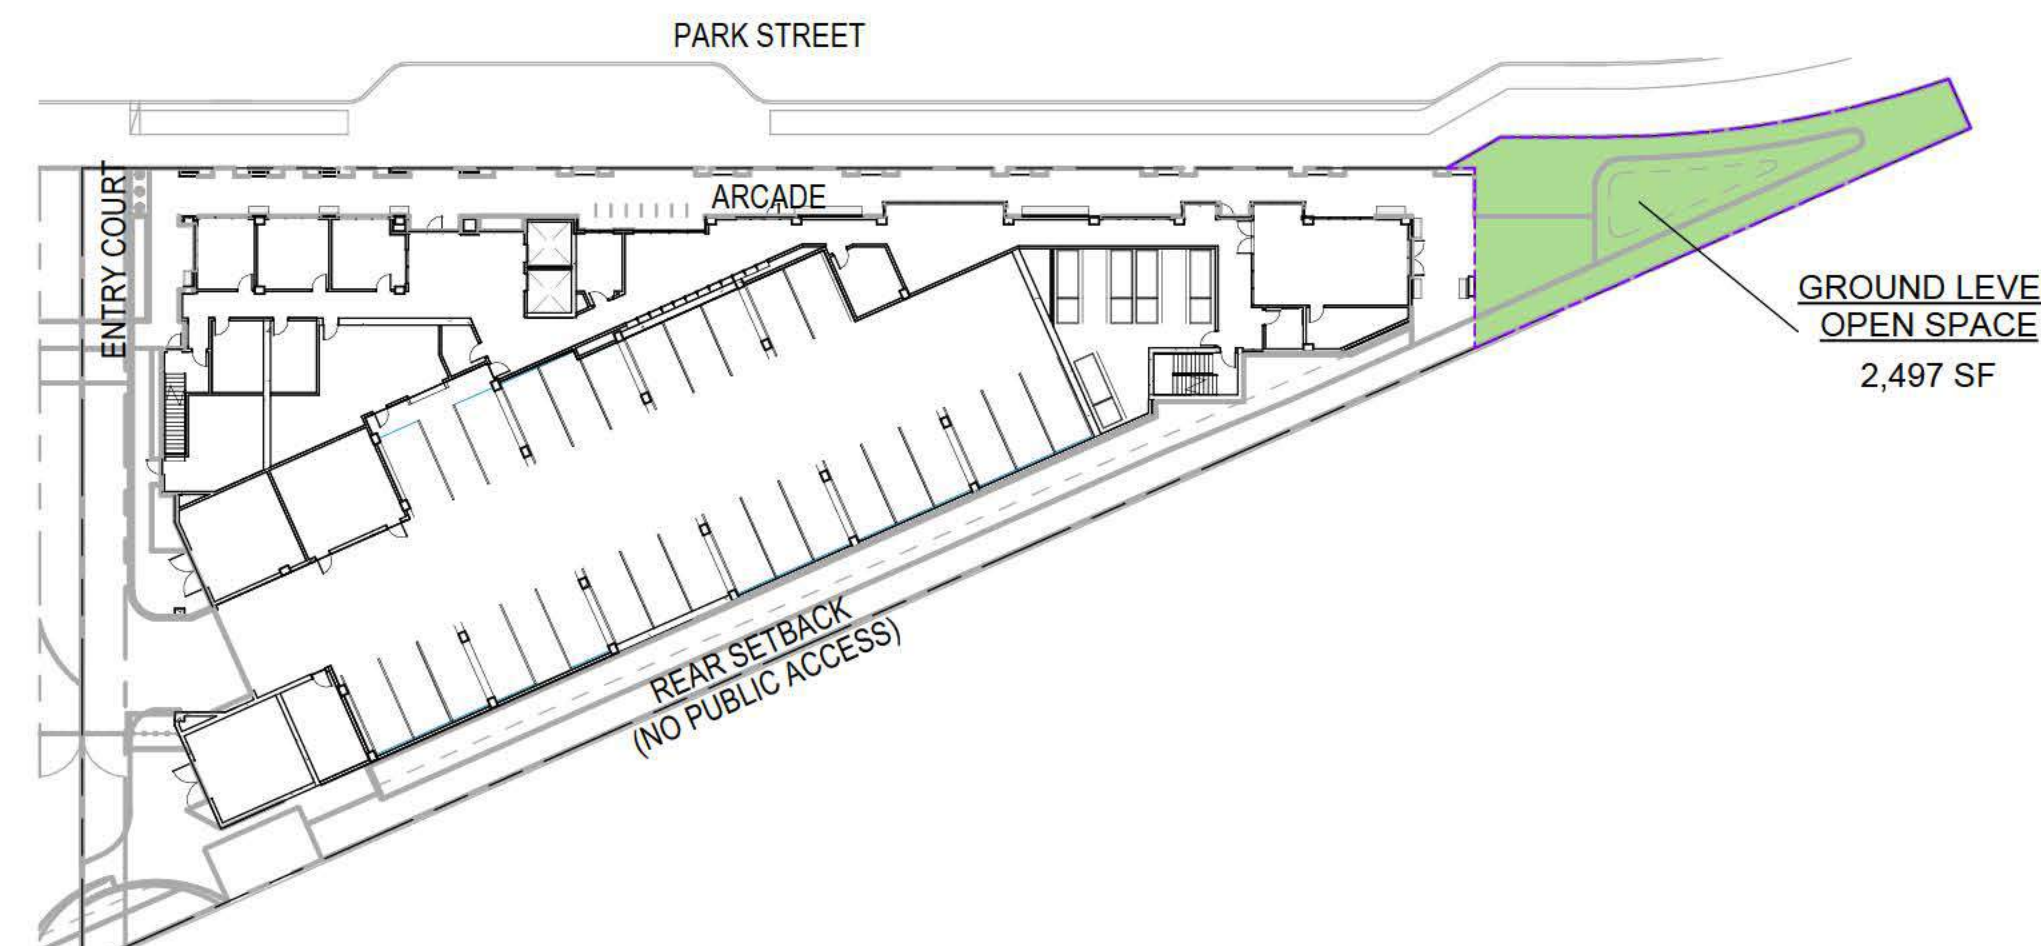 PARK STREET
ENTRY COURT
ARCADE
GROUND LEVE
OPEN SPACE
2,497 SF
REAR SETBACK
(NO PUBLIC ACCESS)